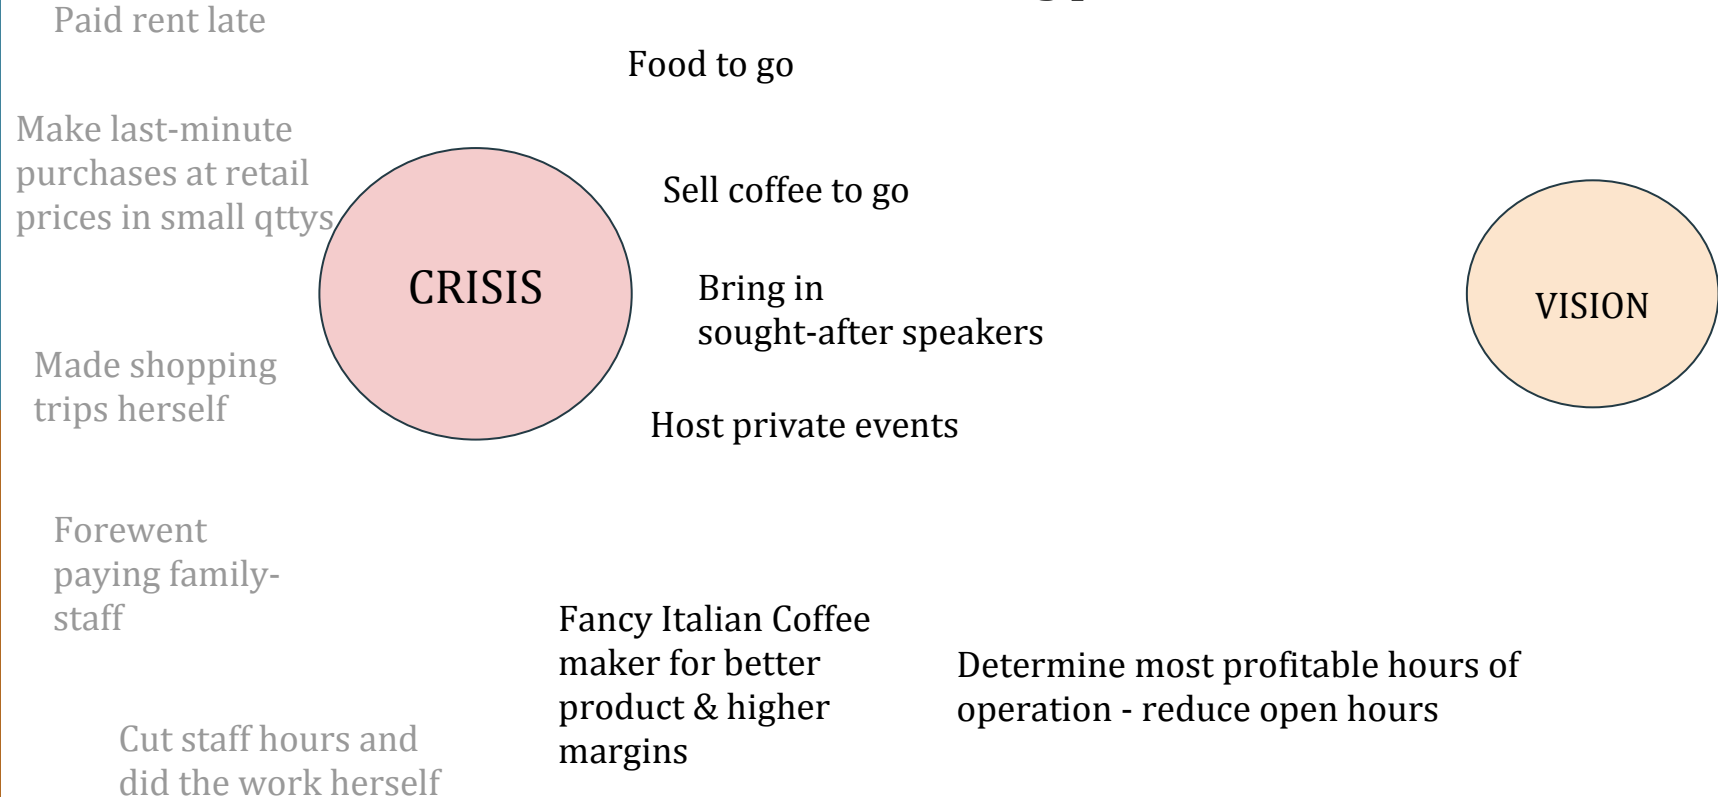 Paid rent late
Food to go
Make last-minute
purchases at retail
prices in small qttys
Sell coffee to go
CRISIS
Bring in
sought-after speakers
VISION
Made shopping
trips herself
Host private events
Forewent
paying family-
staff
Fancy Italian Coffee
maker for better
product & higher
margins
Determine most profitable hours of
operation - reduce open hours
Cut staff hours and
did the work herself